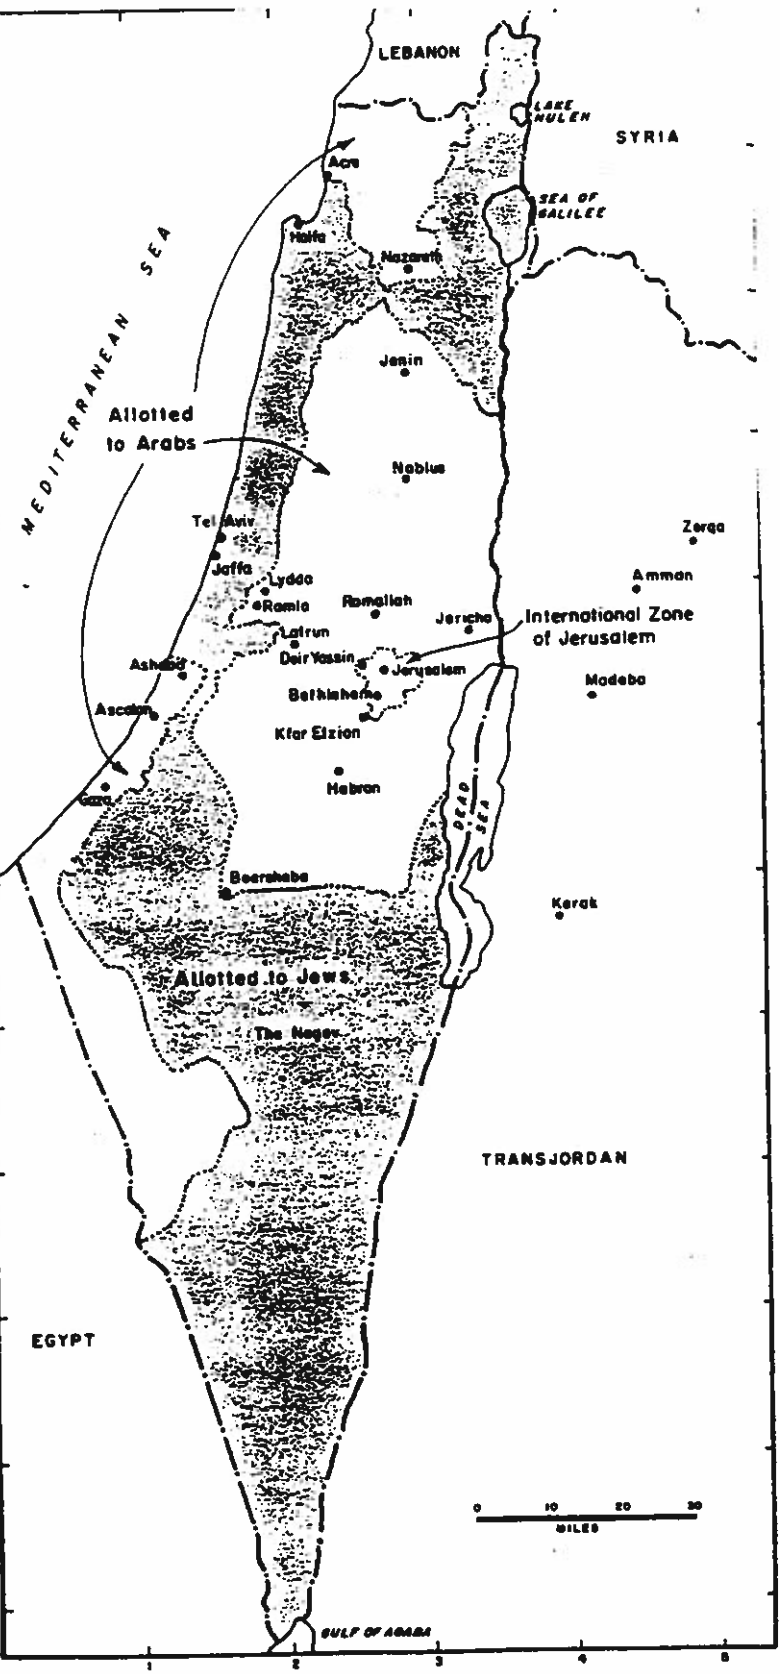 LEBANON
LAKE
HULEH
SYRIA
Acre
SEA OF
GALILEE
Haifa
Nazareth
MEDITERRANEAN SEA
Jenin
Allotted
to Arabs
Nablus
Tel Aviv
Zerqa
Jaffa
Lydda
Amman
Ramla
Ramallah
Jericho
International Zone
of Jerusalem
Latrun
Deir Yassin
Jerusalem
Ashdod
Madeba
Bethlehem
Ascalon
Kfar Etzion
Hebron
Gaza
DEAD
SEA
Beersheba
Kerak
Allotted to Jews
The Negev
TRANSJORDAN
EGYPT
0 10 20 30
MILES
GULF OF AQABA
1 2 3 4 5